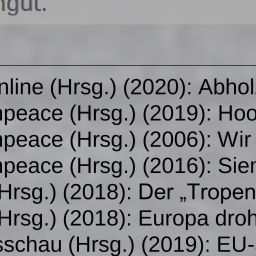 ngut.
nline (Hrsg.) (2020): Abhol
npeace (Hrsg.) (2019): Hoo
npeace (Hrsg.) (2006): Wir
npeace (Hrsg.) (2016): Sier
Hrsg.) (2018): Der „Tropen
Hrsg.) (2018): Europa droh
sschau (Hrsg.) (2019): EU-